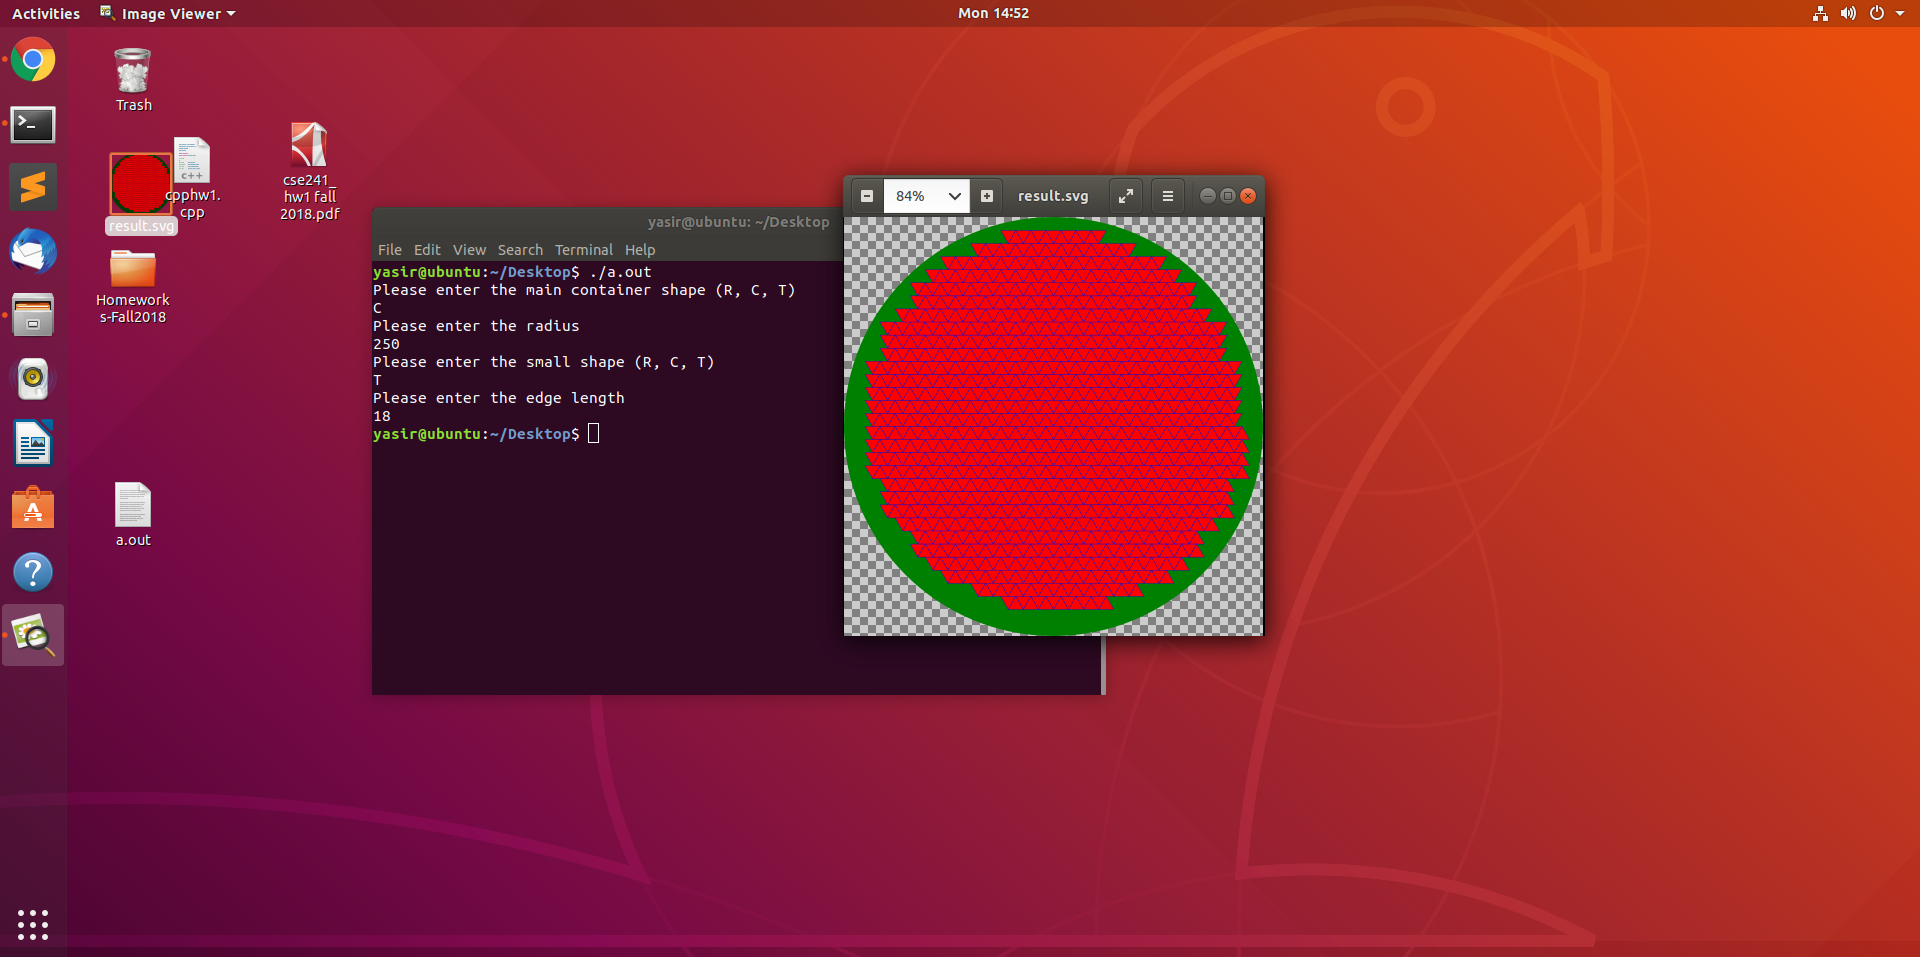 Activities Image Viewer Mon 14:52
Trash
result.svg
cpphw1.
cpp
cse241_
hw1 fall
2018.pdf
Homework
s-Fall2018
a.out
yasir@ubuntu: ~/Desktop
File Edit View Search Terminal Help
yasir@ubuntu:~/Desktop$ ./a.out
Please enter the main container shape (R, C, T)
C
Please enter the radius
250
Please enter the small shape (R, C, T)
T
Please enter the edge length
18
yasir@ubuntu:~/Desktop$
84% result.svg
c++